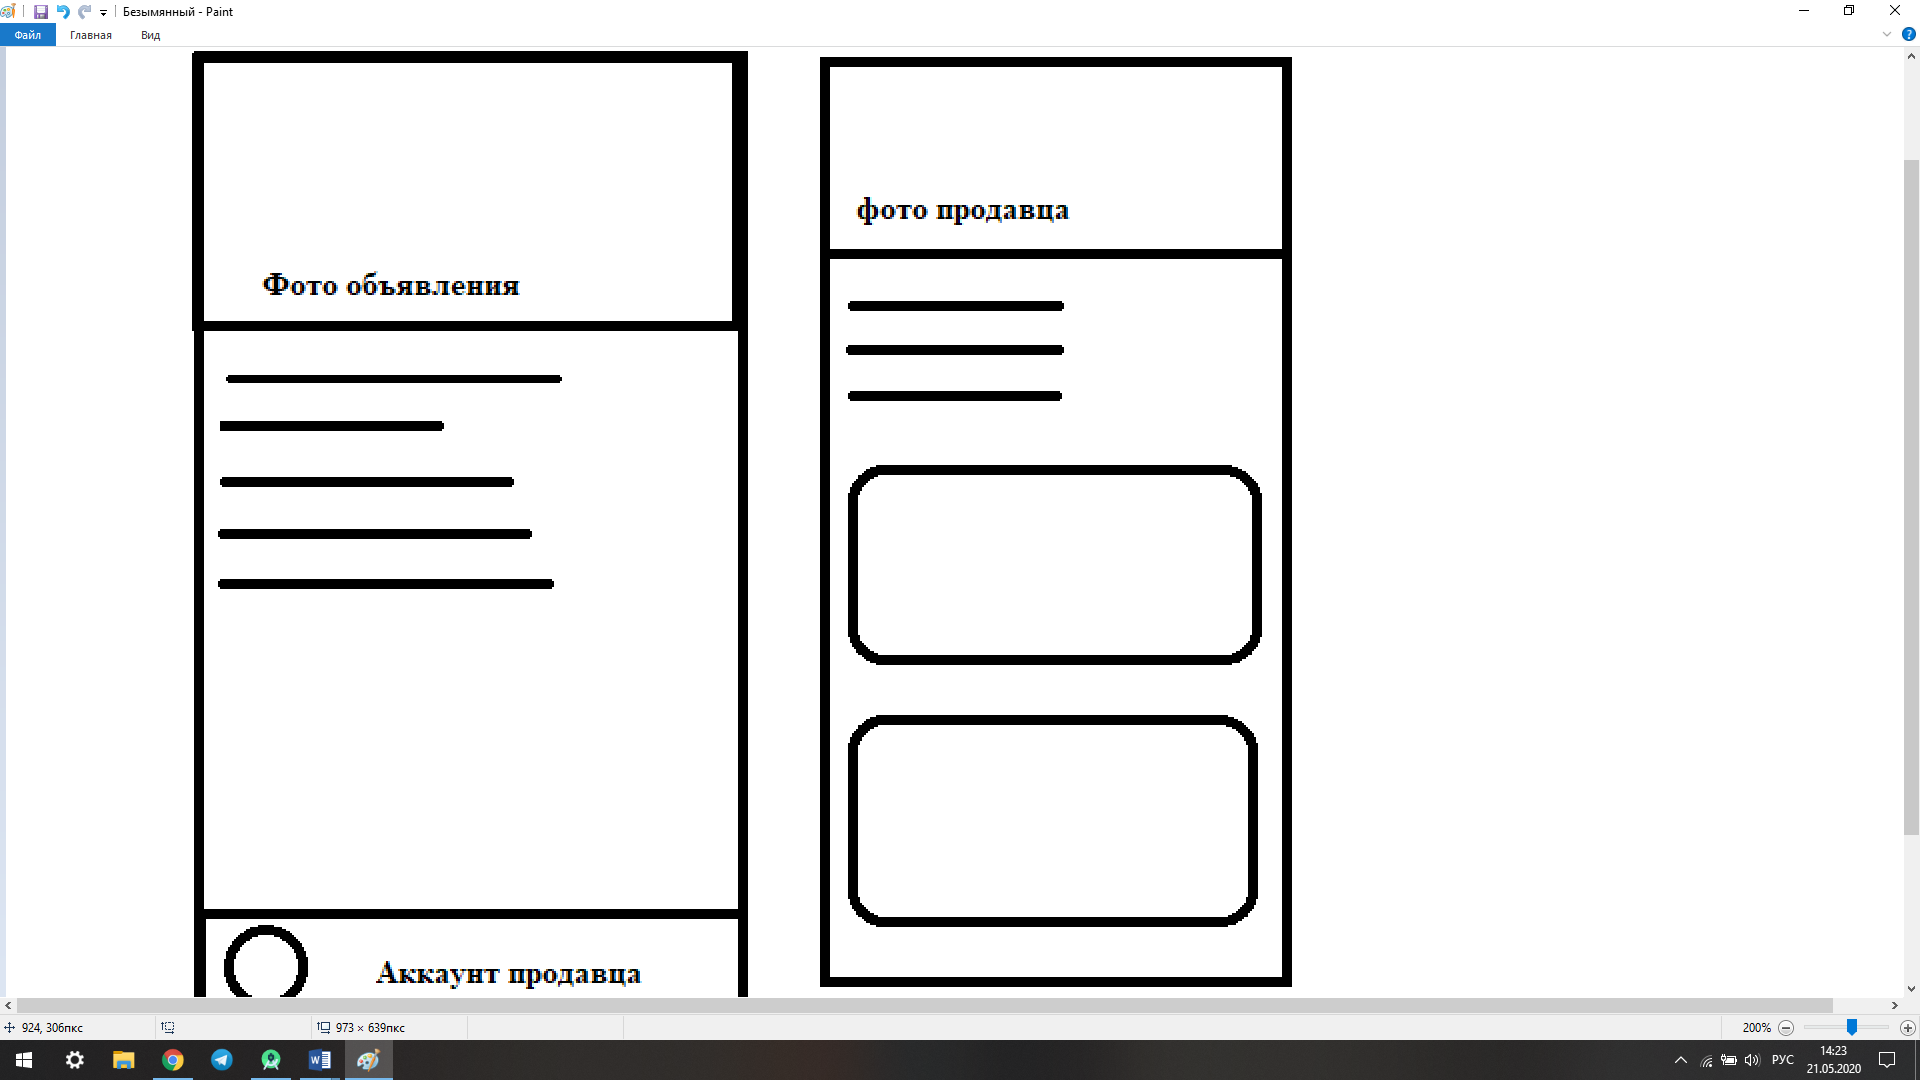 Безымянный - Paint
Файл Главная Вид
Фото объявления
фото продавца
Аккаунт продавца
924, 306пкс
973 × 639пкс
200%
РУС
14:23
21.05.2020